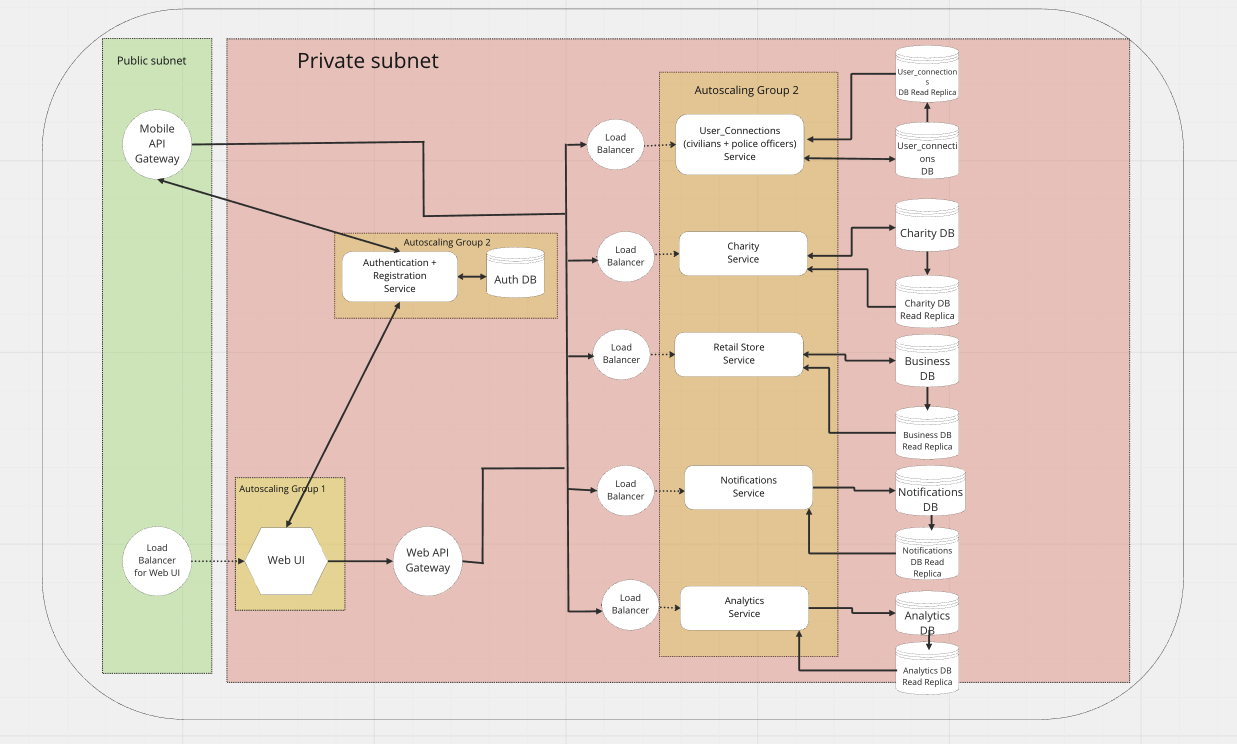 Public subnet
Private subnet
Mobile
API
Gateway
Autoscaling Group 2
Authentication +
Registration
Service
Auth DB
Autoscaling Group 1
Load
Balancer
for Web UI
Web UI
Web API
Gateway
Load
Balancer
Load
Balancer
Load
Balancer
Load
Balancer
Load
Balancer
Autoscaling Group 2
User_Connections
(civilians + police officers)
Service
Charity
Service
Retail Store
Service
Notifications
Service
Analytics
Service
User_connection
s
DB Read Replica
User_connecti
ons
DB
Charity DB
Charity DB
Read Replica
Business
DB
Business DB
Read Replica
Notifications
DB
Notifications
DB Read
Replica
Analytics
DB
Analytics DB
Read Replica